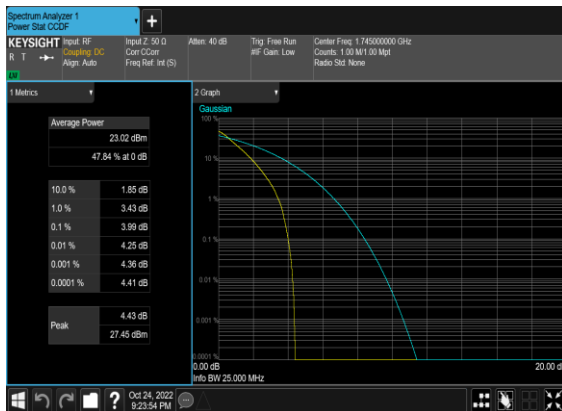 Spectrum Analyzer 1
Power Stat CCDF
KEYSIGHT
R T
Input: RF
Coupling: DC
Align: Auto
Input Z: 50 Ω
Corr CCorr
Freq Ref: Int (S)
Atten: 40 dB
Trig: Free Run
#IF Gain: Low
Center Freq: 1.745000000 GHz
Counts: 1.00 M/1.00 Mpt
Radio Std: None
1 Metrics
Average Power
23.02 dBm
47.84 % at 0 dB
10.0 % 1.85 dB
1.0 % 3.43 dB
0.1 % 3.99 dB
0.01 % 4.25 dB
0.001 % 4.36 dB
0.0001 % 4.41 dB
Peak 4.43 dB
27.45 dBm
2 Graph
Gaussian
100 %
10 %
1 %
0.1 %
0.01 %
0.001 %
0.0001 %
0.00 dB
20.00 d
Info BW 25.000 MHz
?
Oct 24, 2022
9:23:54 PM